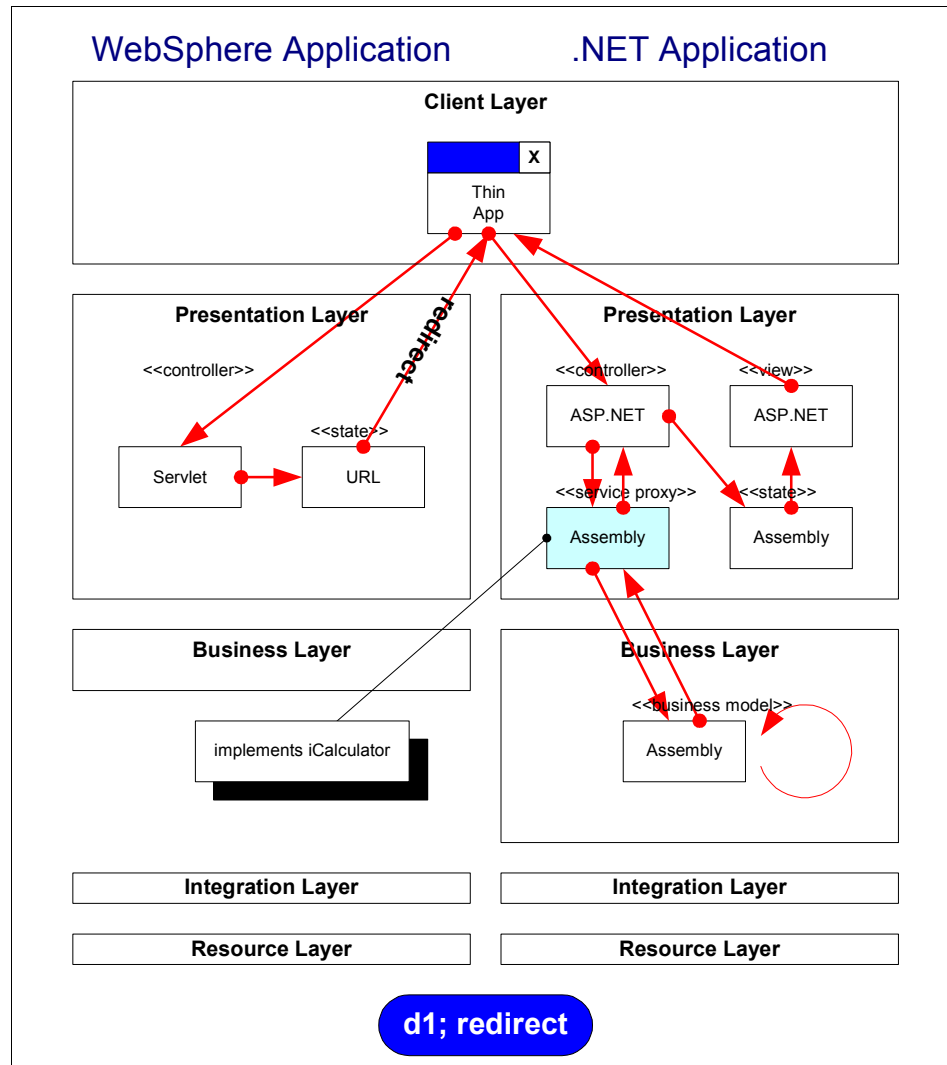 WebSphere Application
.NET Application
Client Layer
X
Thin
App
redirect
Presentation Layer
<<controller>>
<<state>>
Servlet
URL
Presentation Layer
<<controller>>
<<view>>
ASP.NET
ASP.NET
<<service proxy>>
<<state>>
Assembly
Assembly
Business Layer
implements iCalculator
Business Layer
<<business model>>
Assembly
Integration Layer
Integration Layer
Resource Layer
Resource Layer
d1; redirect